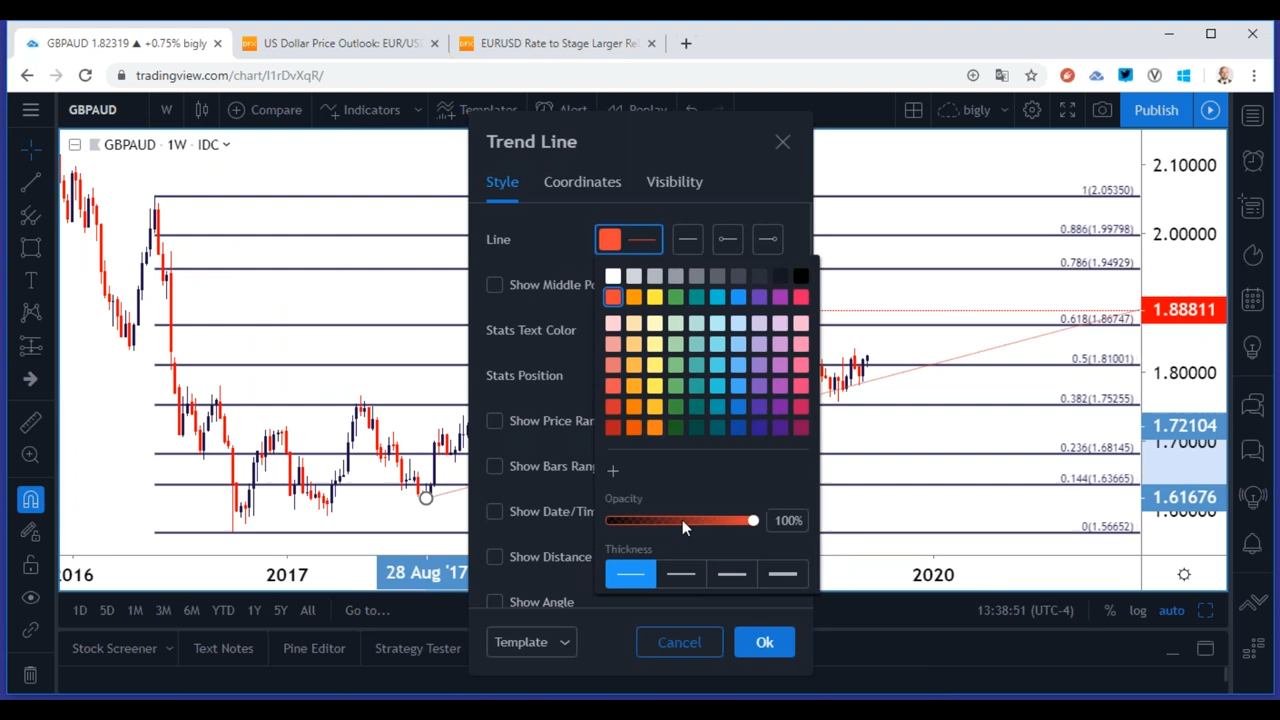 GBPAUD 1.82319 ▲ +0.75% bigly
US Dollar Price Outlook: EUR/USD
EURUSD Rate to Stage Larger Re
tradingview.com/chart/l1rDvXqR/
GBPAUD W Compare Indicators Templates Alert Replay bigly Publish
GBPAUD · 1W · IDC
Trend Line
Style Coordinates Visibility
Line
Show Middle Po
Stats Text Color
Stats Position
Show Price Ran
Show Bars Rang
Show Date/Tim
Show Distance
Show Angle
Opacity
100%
Thickness
Template Cancel Ok
1(2.05350)
0.886(1.99798)
0.786(1.94929)
0.618(1.86747)
0.5(1.81001)
0.382(1.75255)
0.236(1.68145)
0.144(1.63665)
0(1.56652)
2.10000
2.00000
1.88811
1.80000
1.72104
1.70000
1.61676
1.60000
2016 2017 28 Aug '17 2020
1D 5D 1M 3M 6M YTD 1Y 5Y All Go to... 13:38:51 (UTC-4) % log auto
Stock Screener Text Notes Pine Editor Strategy Tester